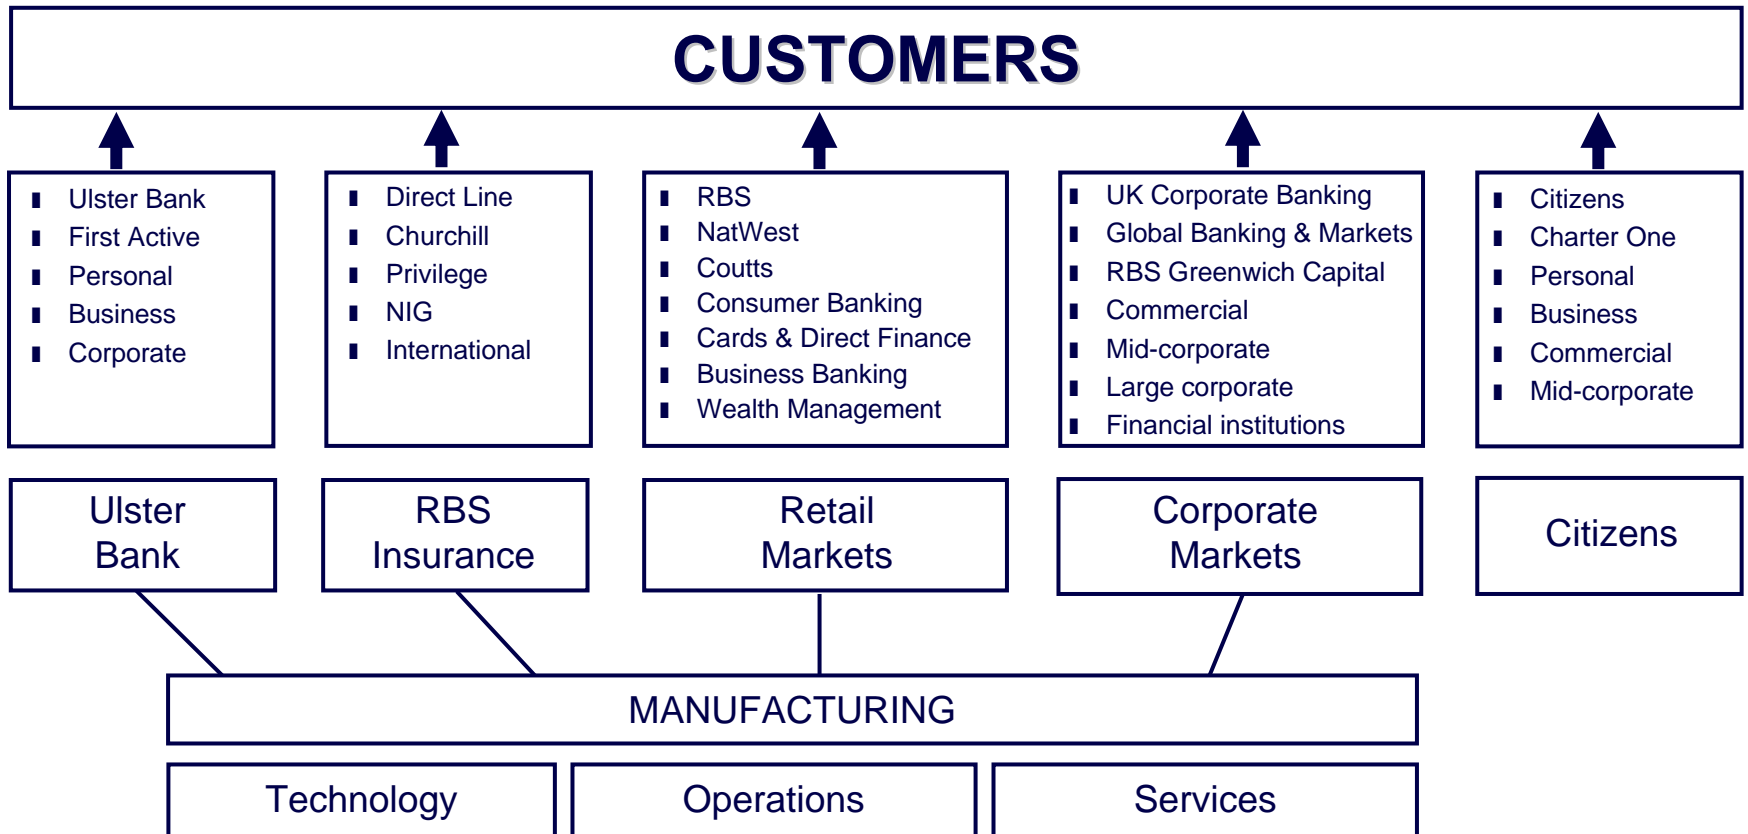 CUSTOMERS
Ulster Bank
First Active
Personal
Business
Corporate
Direct Line
Churchill
Privilege
NIG
International
RBS
NatWest
Coutts
Consumer Banking
Cards & Direct Finance
Business Banking
Wealth Management
UK Corporate Banking
Global Banking & Markets
RBS Greenwich Capital
Commercial
Mid-corporate
Large corporate
Financial institutions
Citizens
Charter One
Personal
Business
Commercial
Mid-corporate
Ulster
Bank
RBS
Insurance
Retail
Markets
Corporate
Markets
Citizens
MANUFACTURING
Technology
Operations
Services